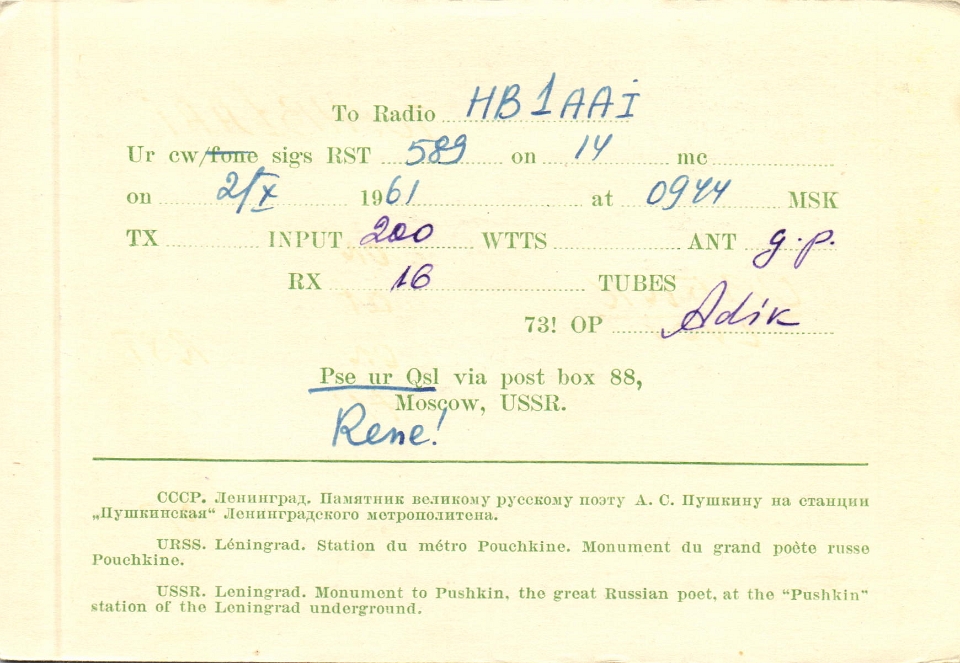 To Radio HB1AAI
Ur cw/fone sigs RST 589 on 14 mc
on 2/X 1961 at 0944 MSK
TX INPUT 200 WTTS ANT g.p.
RX 16 TUBES
73! OP Adik
Pse ur Qsl via post box 88,
Moscow, USSR.
Rene!
СССР. Ленинград. Памятник великому русскому поэту А. С. Пушкину на станции
„Пушкинская“ Ленинградского метрополитена.
URSS. Léningrad. Station du métro Pouchkine. Monument du grand poète russe
Pouchkine.
USSR. Leningrad. Monument to Pushkin, the great Russian poet, at the “Pushkin”
station of the Leningrad underground.